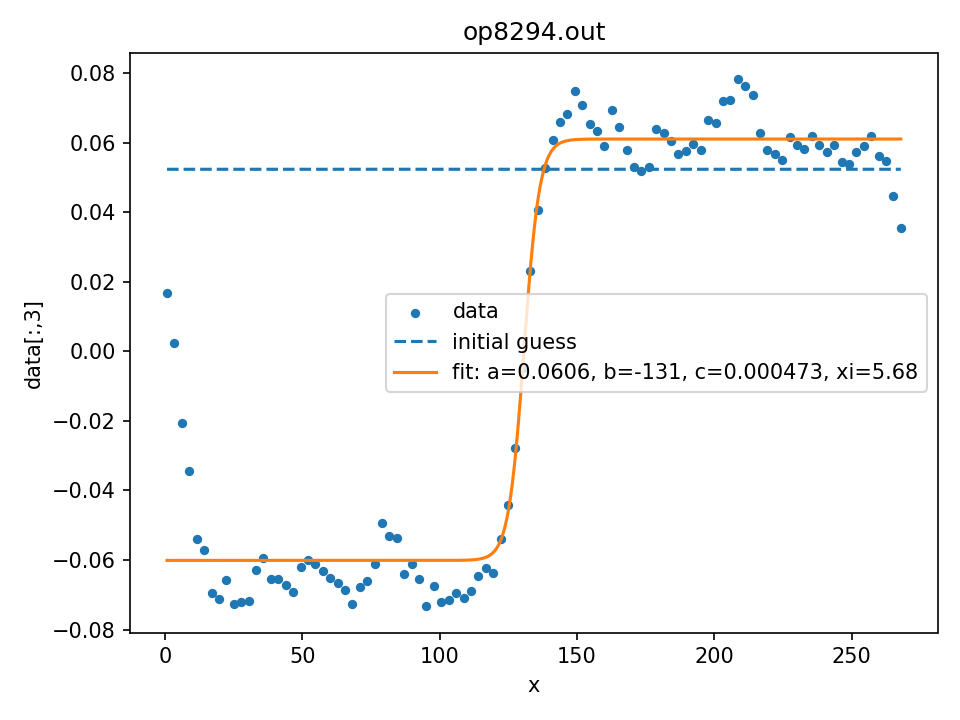 op8294.out
0.08
0.06
0.04
0.02
0.00
−0.02
−0.04
−0.06
−0.08
data[:,3]
data
initial guess
fit: a=0.0606, b=-131, c=0.000473, xi=5.68
0 50 100 150 200 250
x